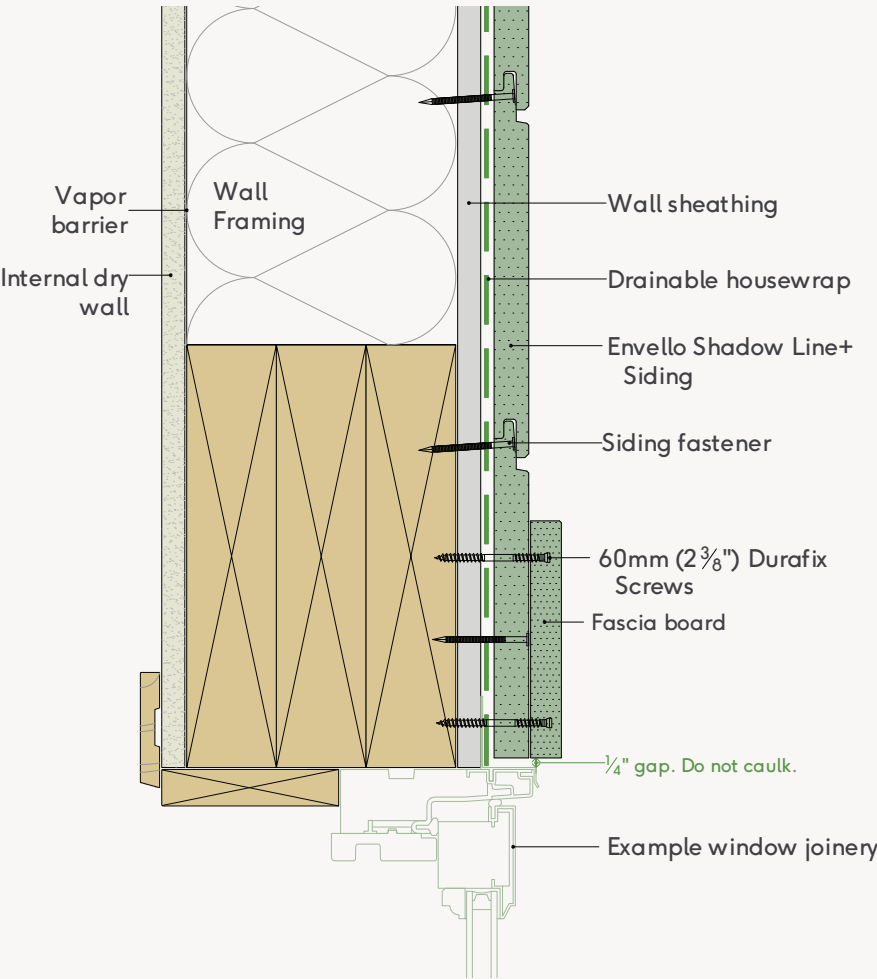 Vapor
barrier
Wall
Framing
Internal dry
wall
Wall sheathing
Drainable housewrap
Envello Shadow Line+
Siding
Siding fastener
60mm (2⅜") Durafix
Screws
Fascia board
¼" gap. Do not caulk.
Example window joinery